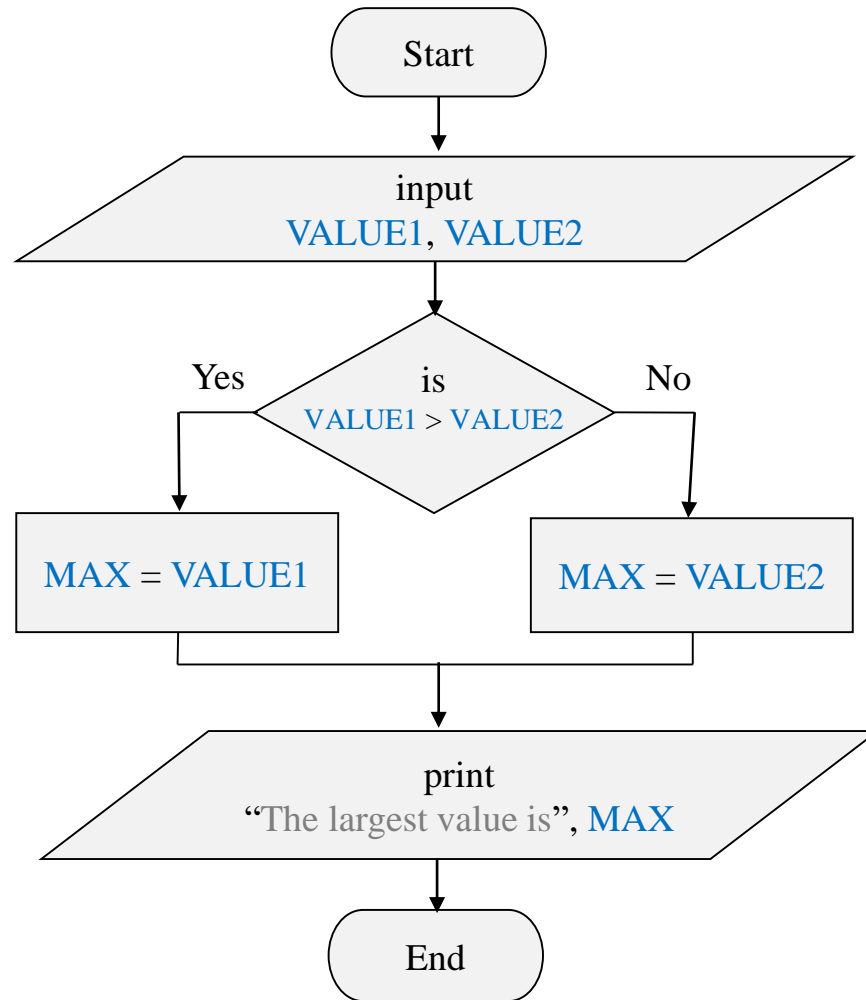 Start
input
VALUE1, VALUE2
Yes
is
No
VALUE1 > VALUE2
MAX = VALUE1
MAX = VALUE2
print
“The largest value is”, MAX
End